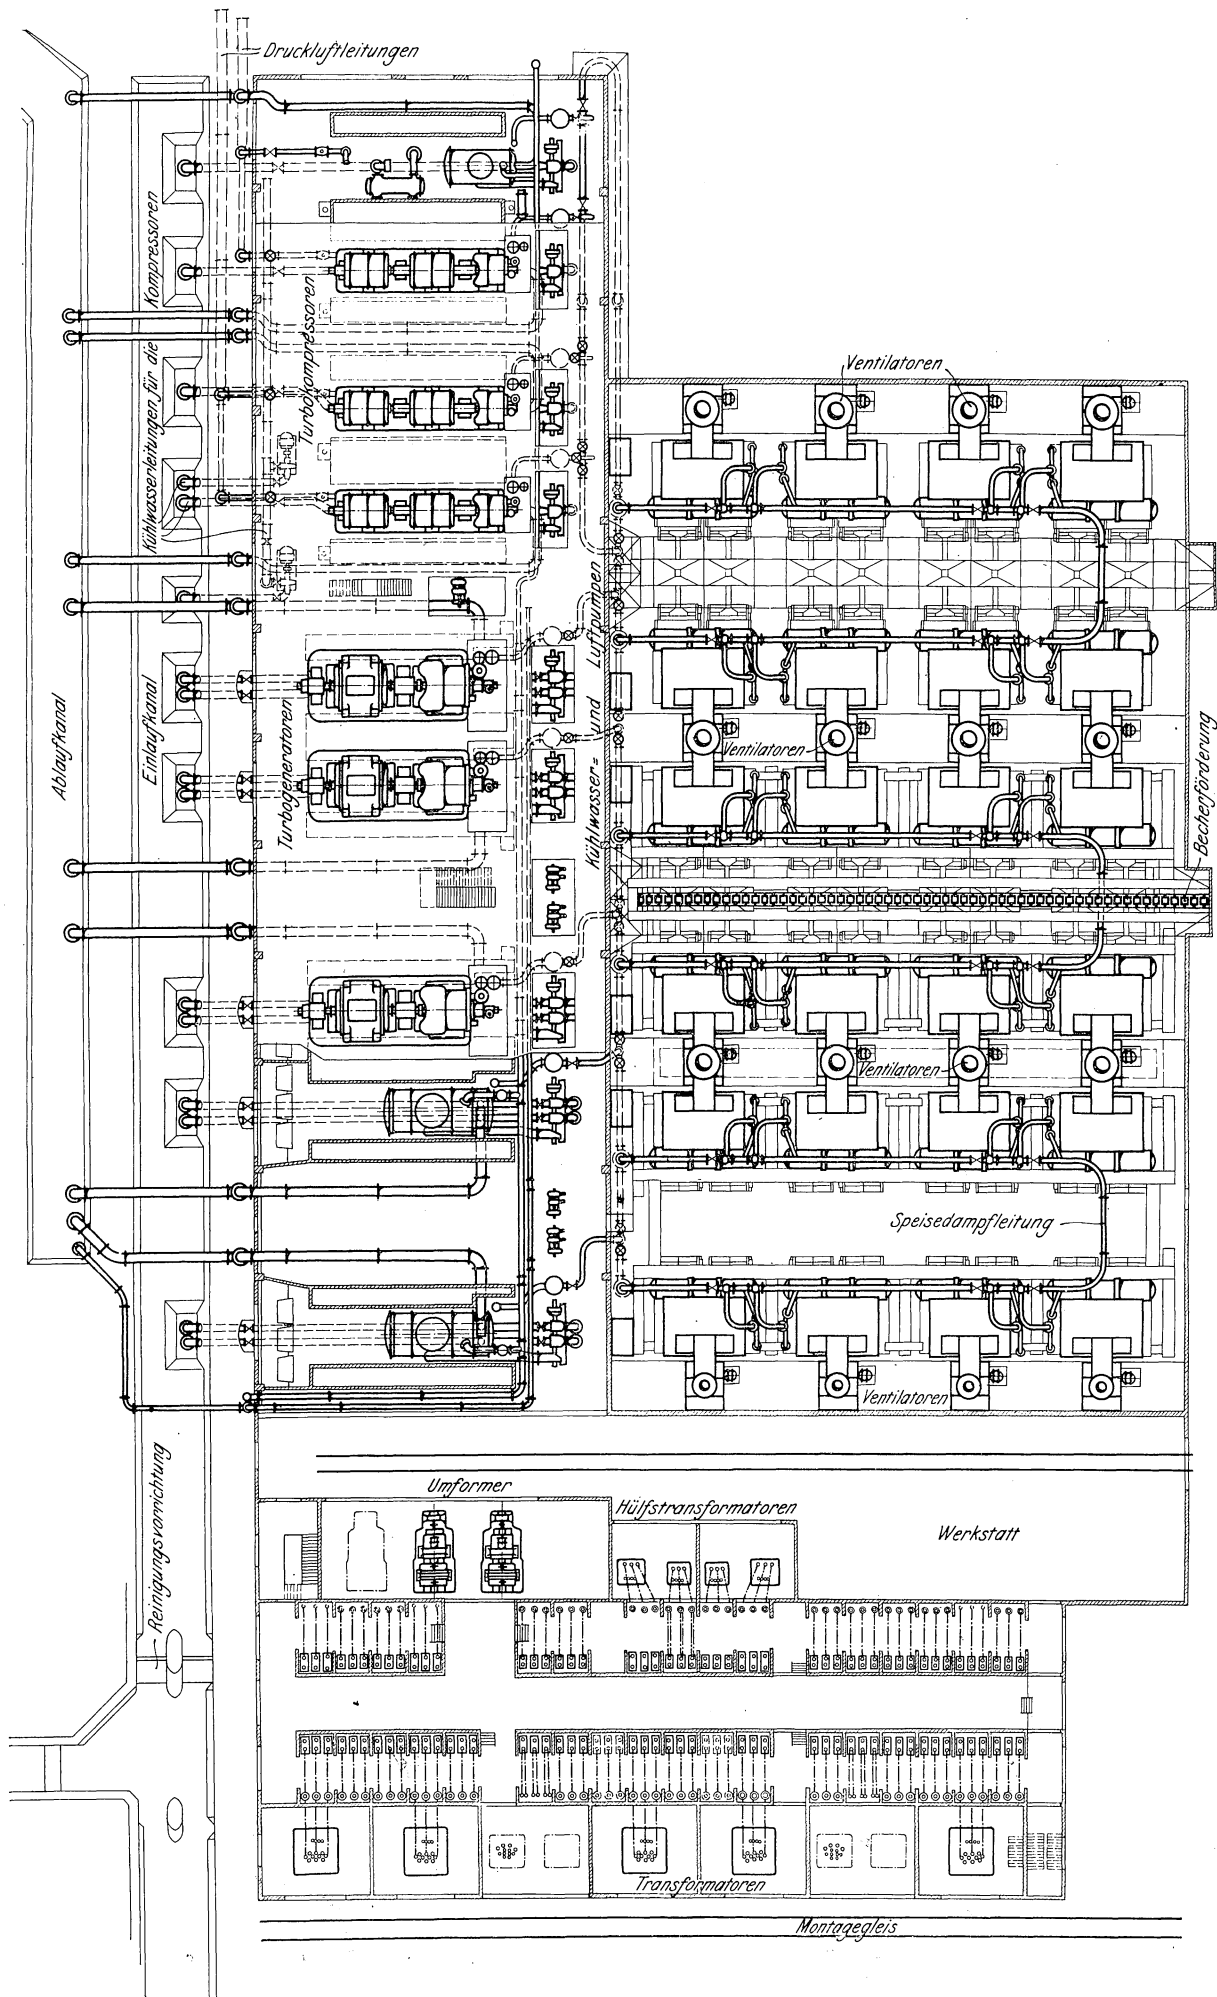 Druckluftleitungen
Kühlwasserleitungen für die Kompressoren
Turbokompressoren
Ventilatoren
Ablaufkanal
Einlaufkanal
Turbogeneratoren
Kühlwasser= und Luftpumpen
Ventilatoren
Becherförderung
Ventilatoren
Speisedampfleitung
Ventilatoren
Reinigungsvorrichtung
Umformer
Hülfstransformatoren
Werkstatt
Transformatoren
Montagegleis